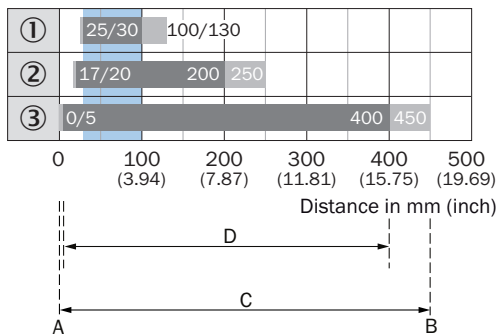 ① 25/30 100/130
② 17/20 200 250
③ 0/5 400 450
0 100 200 300 400 500
(3.94) (7.87) (11.81) (15.75) (19.69)
Distance in mm (inch)
D
C
A B